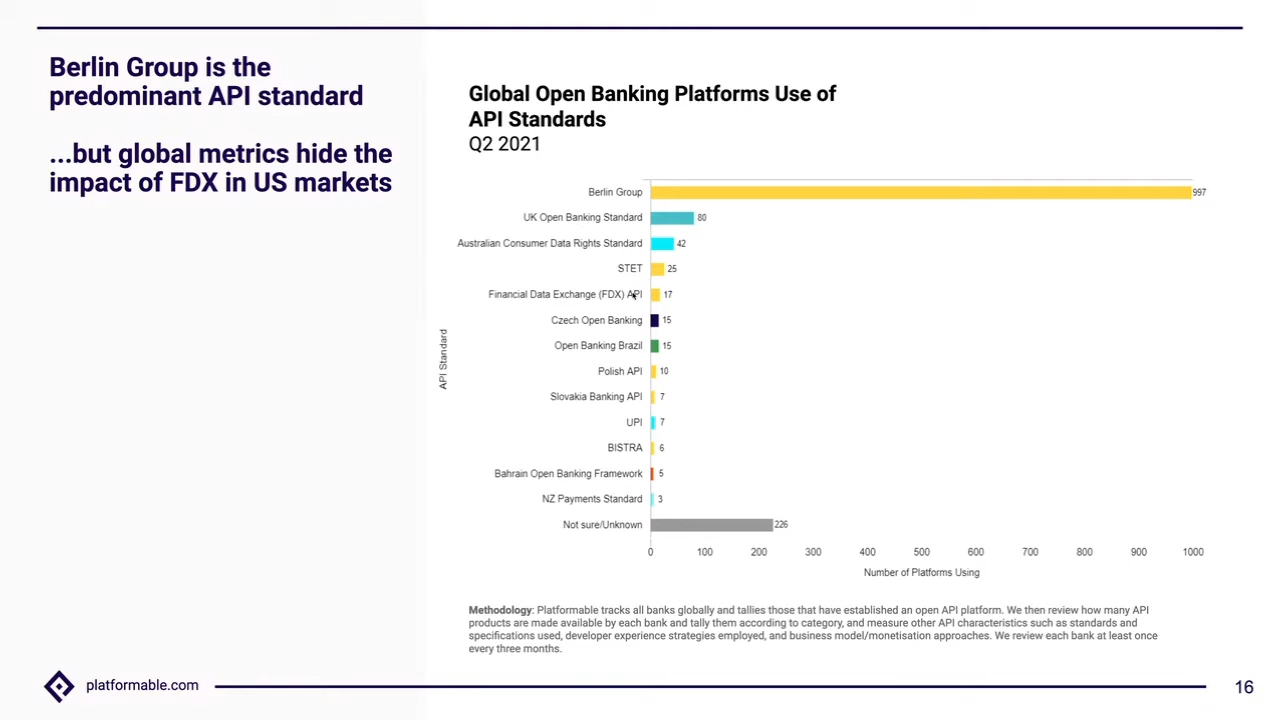 Berlin Group is the
predominant API standard
...but global metrics hide the
impact of FDX in US markets
Global Open Banking Platforms Use of
API Standards
Q2 2021
API Standard
Berlin Group 997
UK Open Banking Standard 80
Australian Consumer Data Rights Standard 42
STET 25
Financial Data Exchange (FDX) API 17
Czech Open Banking 15
Open Banking Brazil 15
Polish API 10
Slovakia Banking API 7
UPI 7
BISTRA 6
Bahrain Open Banking Framework 5
NZ Payments Standard 3
Not sure/Unknown 226
0 100 200 300 400 500 600 700 800 900 1000
Number of Platforms Using
Methodology: Platformable tracks all banks globally and tallies those that have established an open API platform. We then review how many API
products are made available by each bank and tally them according to category, and measure other API characteristics such as standards and
specifications used, developer experience strategies employed, and business model/monetisation approaches. We review each bank at least once
every three months.
platformable.com
16